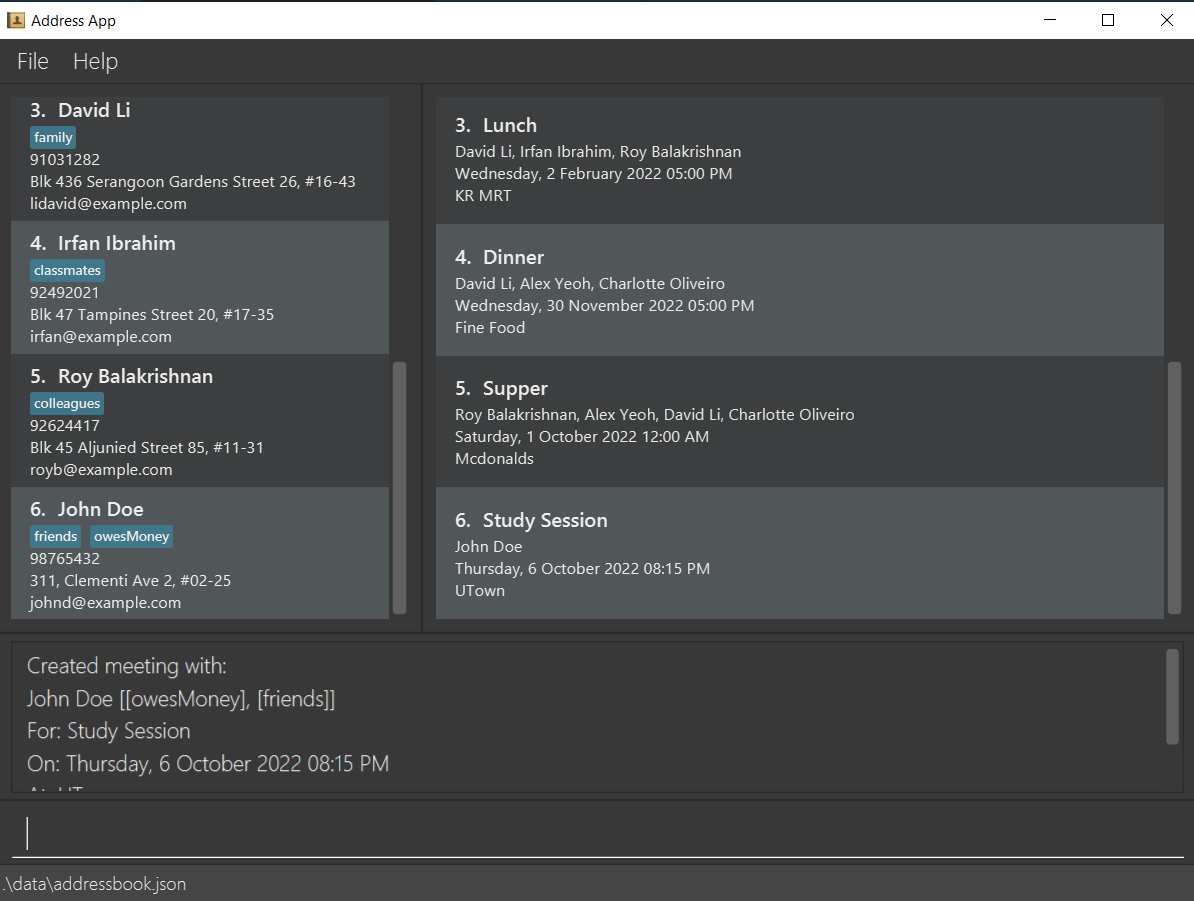 Address App
File Help
3. David Li
family
91031282
Blk 436 Serangoon Gardens Street 26, #16-43
lidavid@example.com
4. Irfan Ibrahim
classmates
92492021
Blk 47 Tampines Street 20, #17-35
irfan@example.com
5. Roy Balakrishnan
colleagues
92624417
Blk 45 Aljunied Street 85, #11-31
royb@example.com
6. John Doe
friends owesMoney
98765432
311, Clementi Ave 2, #02-25
johnd@example.com
3. Lunch
David Li, Irfan Ibrahim, Roy Balakrishnan
Wednesday, 2 February 2022 05:00 PM
KR MRT
4. Dinner
David Li, Alex Yeoh, Charlotte Oliveiro
Wednesday, 30 November 2022 05:00 PM
Fine Food
5. Supper
Roy Balakrishnan, Alex Yeoh, David Li, Charlotte Oliveiro
Saturday, 1 October 2022 12:00 AM
Mcdonalds
6. Study Session
John Doe
Thursday, 6 October 2022 08:15 PM
UTown
Created meeting with:
John Doe [[owesMoney], [friends]]
For: Study Session
On: Thursday, 6 October 2022 08:15 PM
.\data\addressbook.json